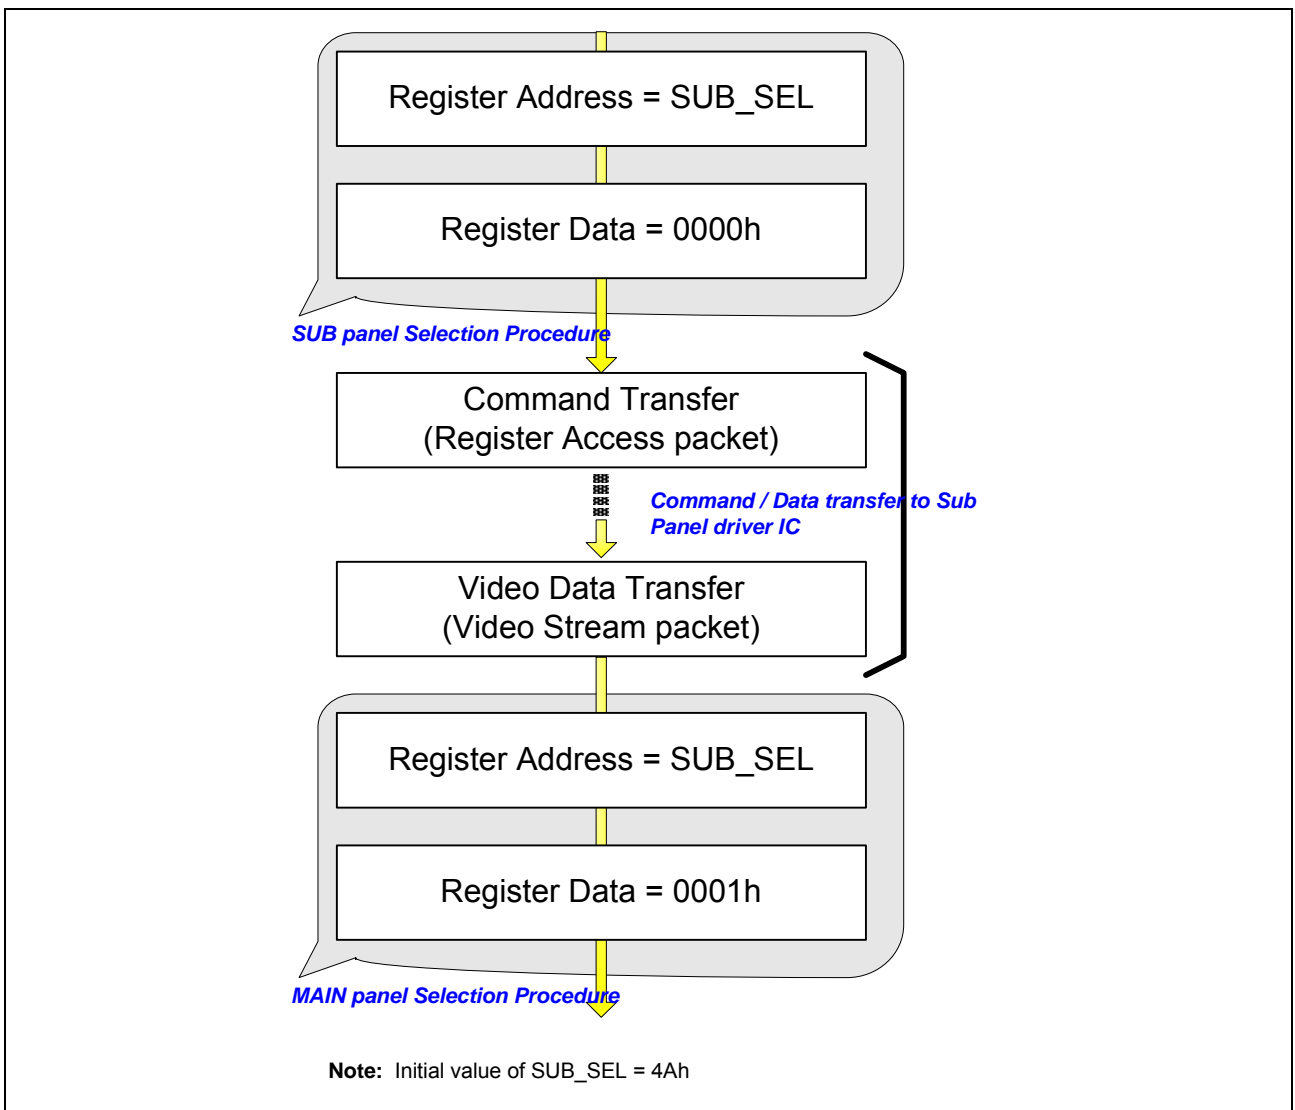 Register Address = SUB_SEL
Register Data = 0000h
SUB panel Selection Procedure
Command Transfer
(Register Access packet)
Command / Data transfer to Sub
Panel driver IC
Video Data Transfer
(Video Stream packet)
Register Address = SUB_SEL
Register Data = 0001h
MAIN panel Selection Procedure
Note: Initial value of SUB_SEL = 4Ah